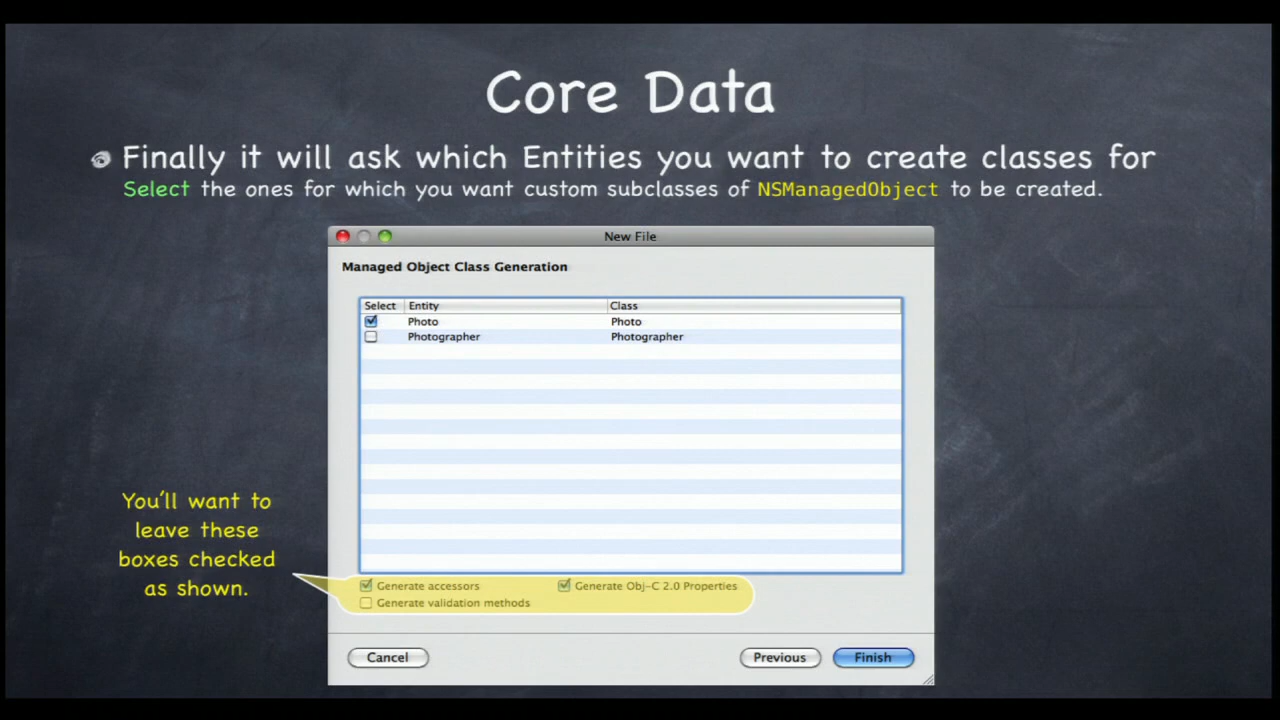 Core Data
Finally it will ask which Entities you want to create classes for
Select the ones for which you want custom subclasses of NSManagedObject to be created.
New File
Managed Object Class Generation
Select Entity Class
Photo Photo
Photographer Photographer
You'll want to
leave these
boxes checked
as shown.
Generate accessors Generate Obj-C 2.0 Properties
Generate validation methods
Cancel Previous Finish